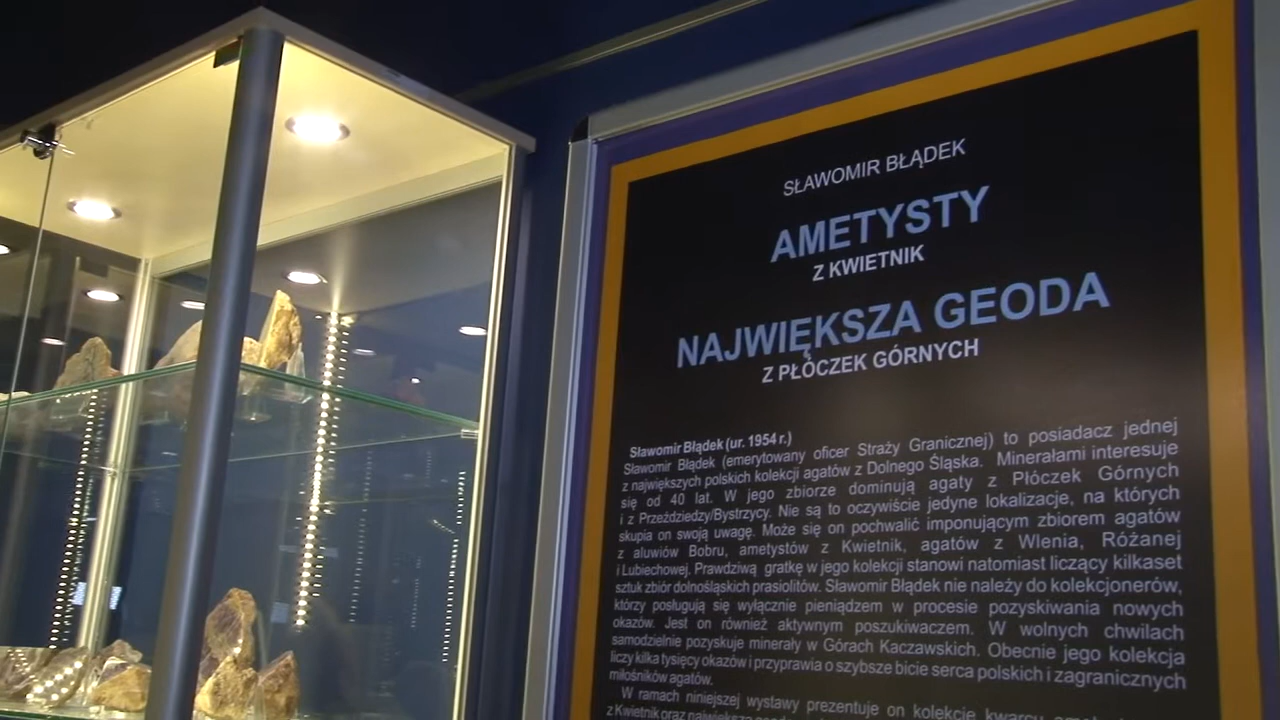 SŁAWOMIR BŁĄDEK
AMETYSTY
Z KWIETNIK
NAJWIĘKSZA GEODA
Z PŁÓCZEK GÓRNYCH
Sławomir Błądek (ur. 1954 r.)
Sławomir Błądek (emerytowany oficer Straży Granicznej) to posiadacz jednej
z największych polskich kolekcji agatów z Dolnego Śląska. Minerałami interesuje
się od 40 lat. W jego zbiorze dominują agaty z Płóczek Górnych
i z Przeździedzy/Bystrzycy. Nie są to oczywiście jedyne lokalizacje, na których
skupia on swoją uwagę. Może się on pochwalić imponującym zbiorem agatów
z aluwiów Bobru, ametystów z Kwietnik, agatów z Wlenia, Różanej
i Lubiechowej. Prawdziwą gratkę w jego kolekcji stanowi natomiast liczący kilkaset
sztuk zbiór dolnośląskich prasiolitów. Sławomir Błądek nie należy do kolekcjonerów,
którzy posługują się wyłącznie pieniądzem w procesie pozyskiwania nowych
okazów. Jest on również aktywnym poszukiwaczem. W wolnych chwilach
samodzielnie pozyskuje minerały w Górach Kaczawskich. Obecnie jego kolekcja
liczy kilka tysięcy okazów i przyprawia o szybsze bicie serca polskich i zagranicznych
miłośników agatów.
W ramach niniejszej wystawy prezentuje on kolekcję kwarcu
z Kwietnik oraz